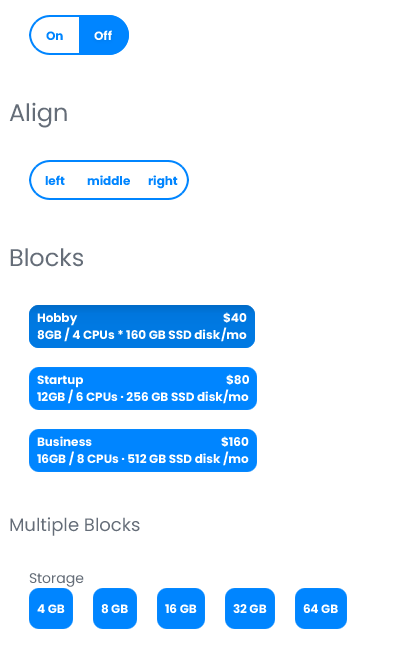 On Off
Align
left middle right
Blocks
Hobby $40
8GB / 4 CPUs * 160 GB SSD disk/mo
Startup $80
12GB / 6 CPUs · 256 GB SSD disk/mo
Business $160
16GB / 8 CPUs · 512 GB SSD disk /mo
Multiple Blocks
Storage
4 GB 8 GB 16 GB 32 GB 64 GB